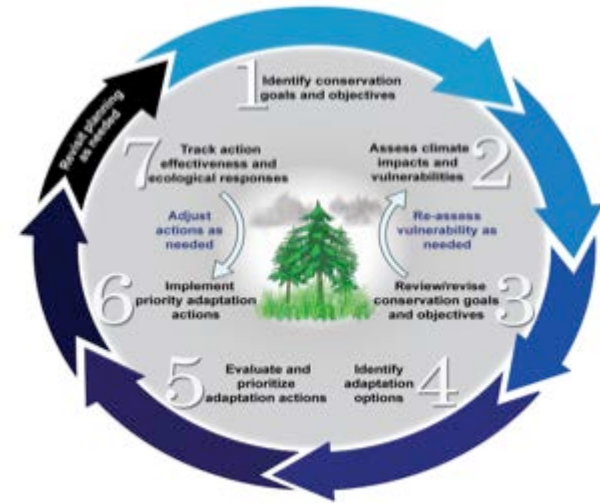 1
Identify conservation
goals and objectives
2
Assess climate
impacts and
vulnerabilities
Re-assess
vulnerability as
needed
3
Review/revise
conservation goals
and objectives
4
Identify
adaptation
options
5
Evaluate and
prioritize
adaptation actions
6
Implement
priority adaptation
actions
Adjust
actions as
needed
7
Track action
effectiveness and
ecological responses
Revisit planning
as needed